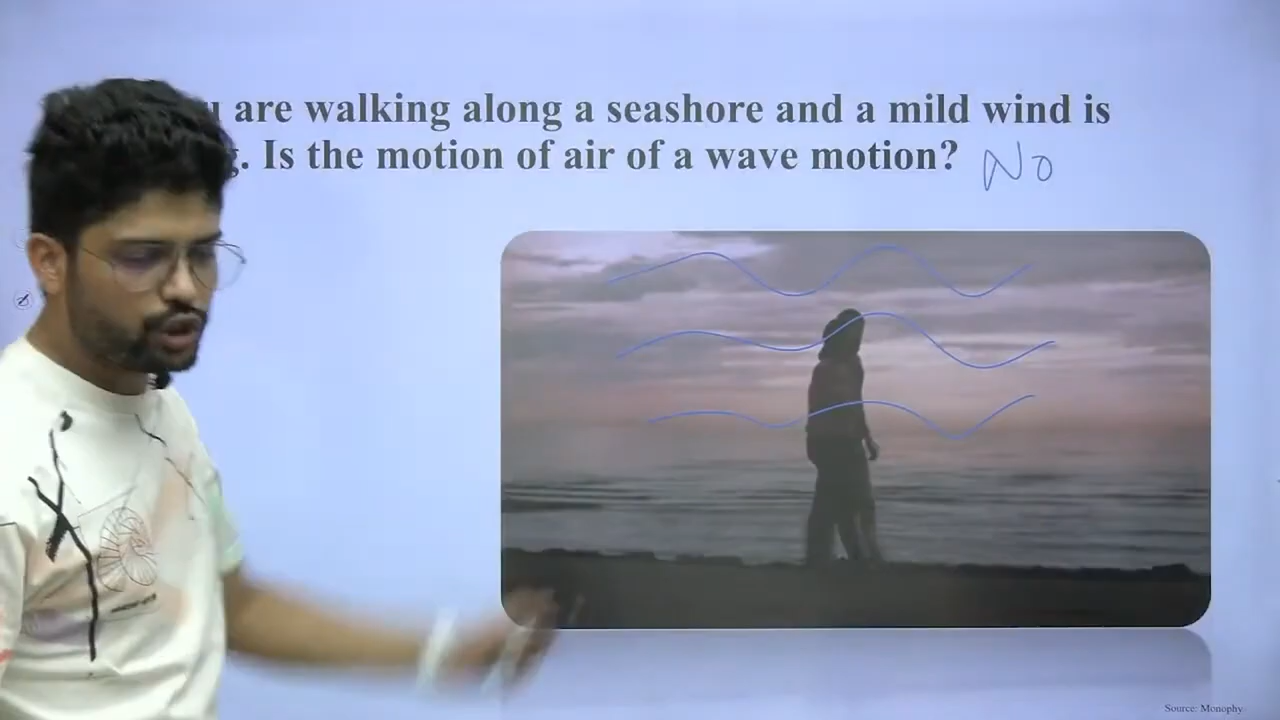 are walking along a seashore and a mild wind is
Is the motion of air of a wave motion? No
Source: Monophy